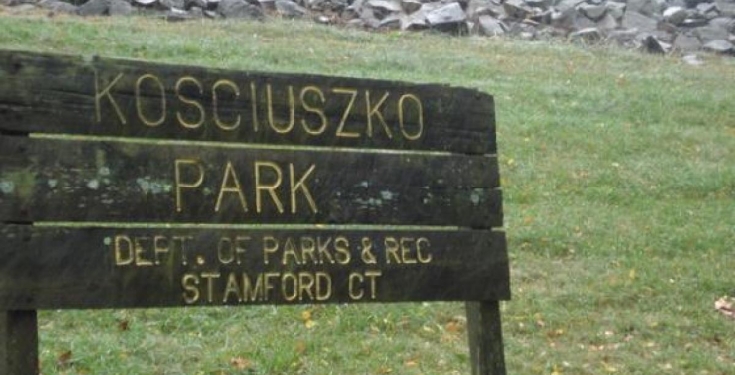 KOSCIUSZKO
PARK
DEPT. OF PARKS & REC
STAMFORD CT